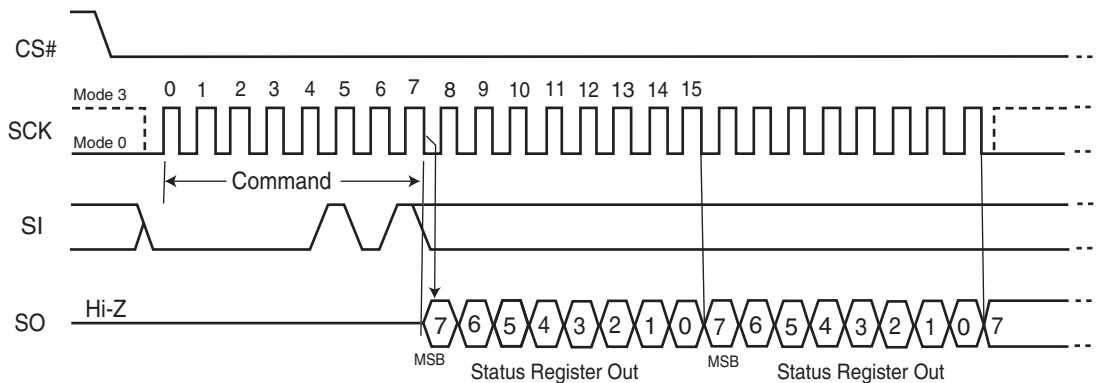 CS#
Mode 3
0 1 2 3 4 5 6 7 8 9 10 11 12 13 14 15
SCK
Mode 0
Command
SI
Hi-Z
SO
7 6 5 4 3 2 1 0 7 6 5 4 3 2 1 0 7
MSB Status Register Out MSB Status Register Out